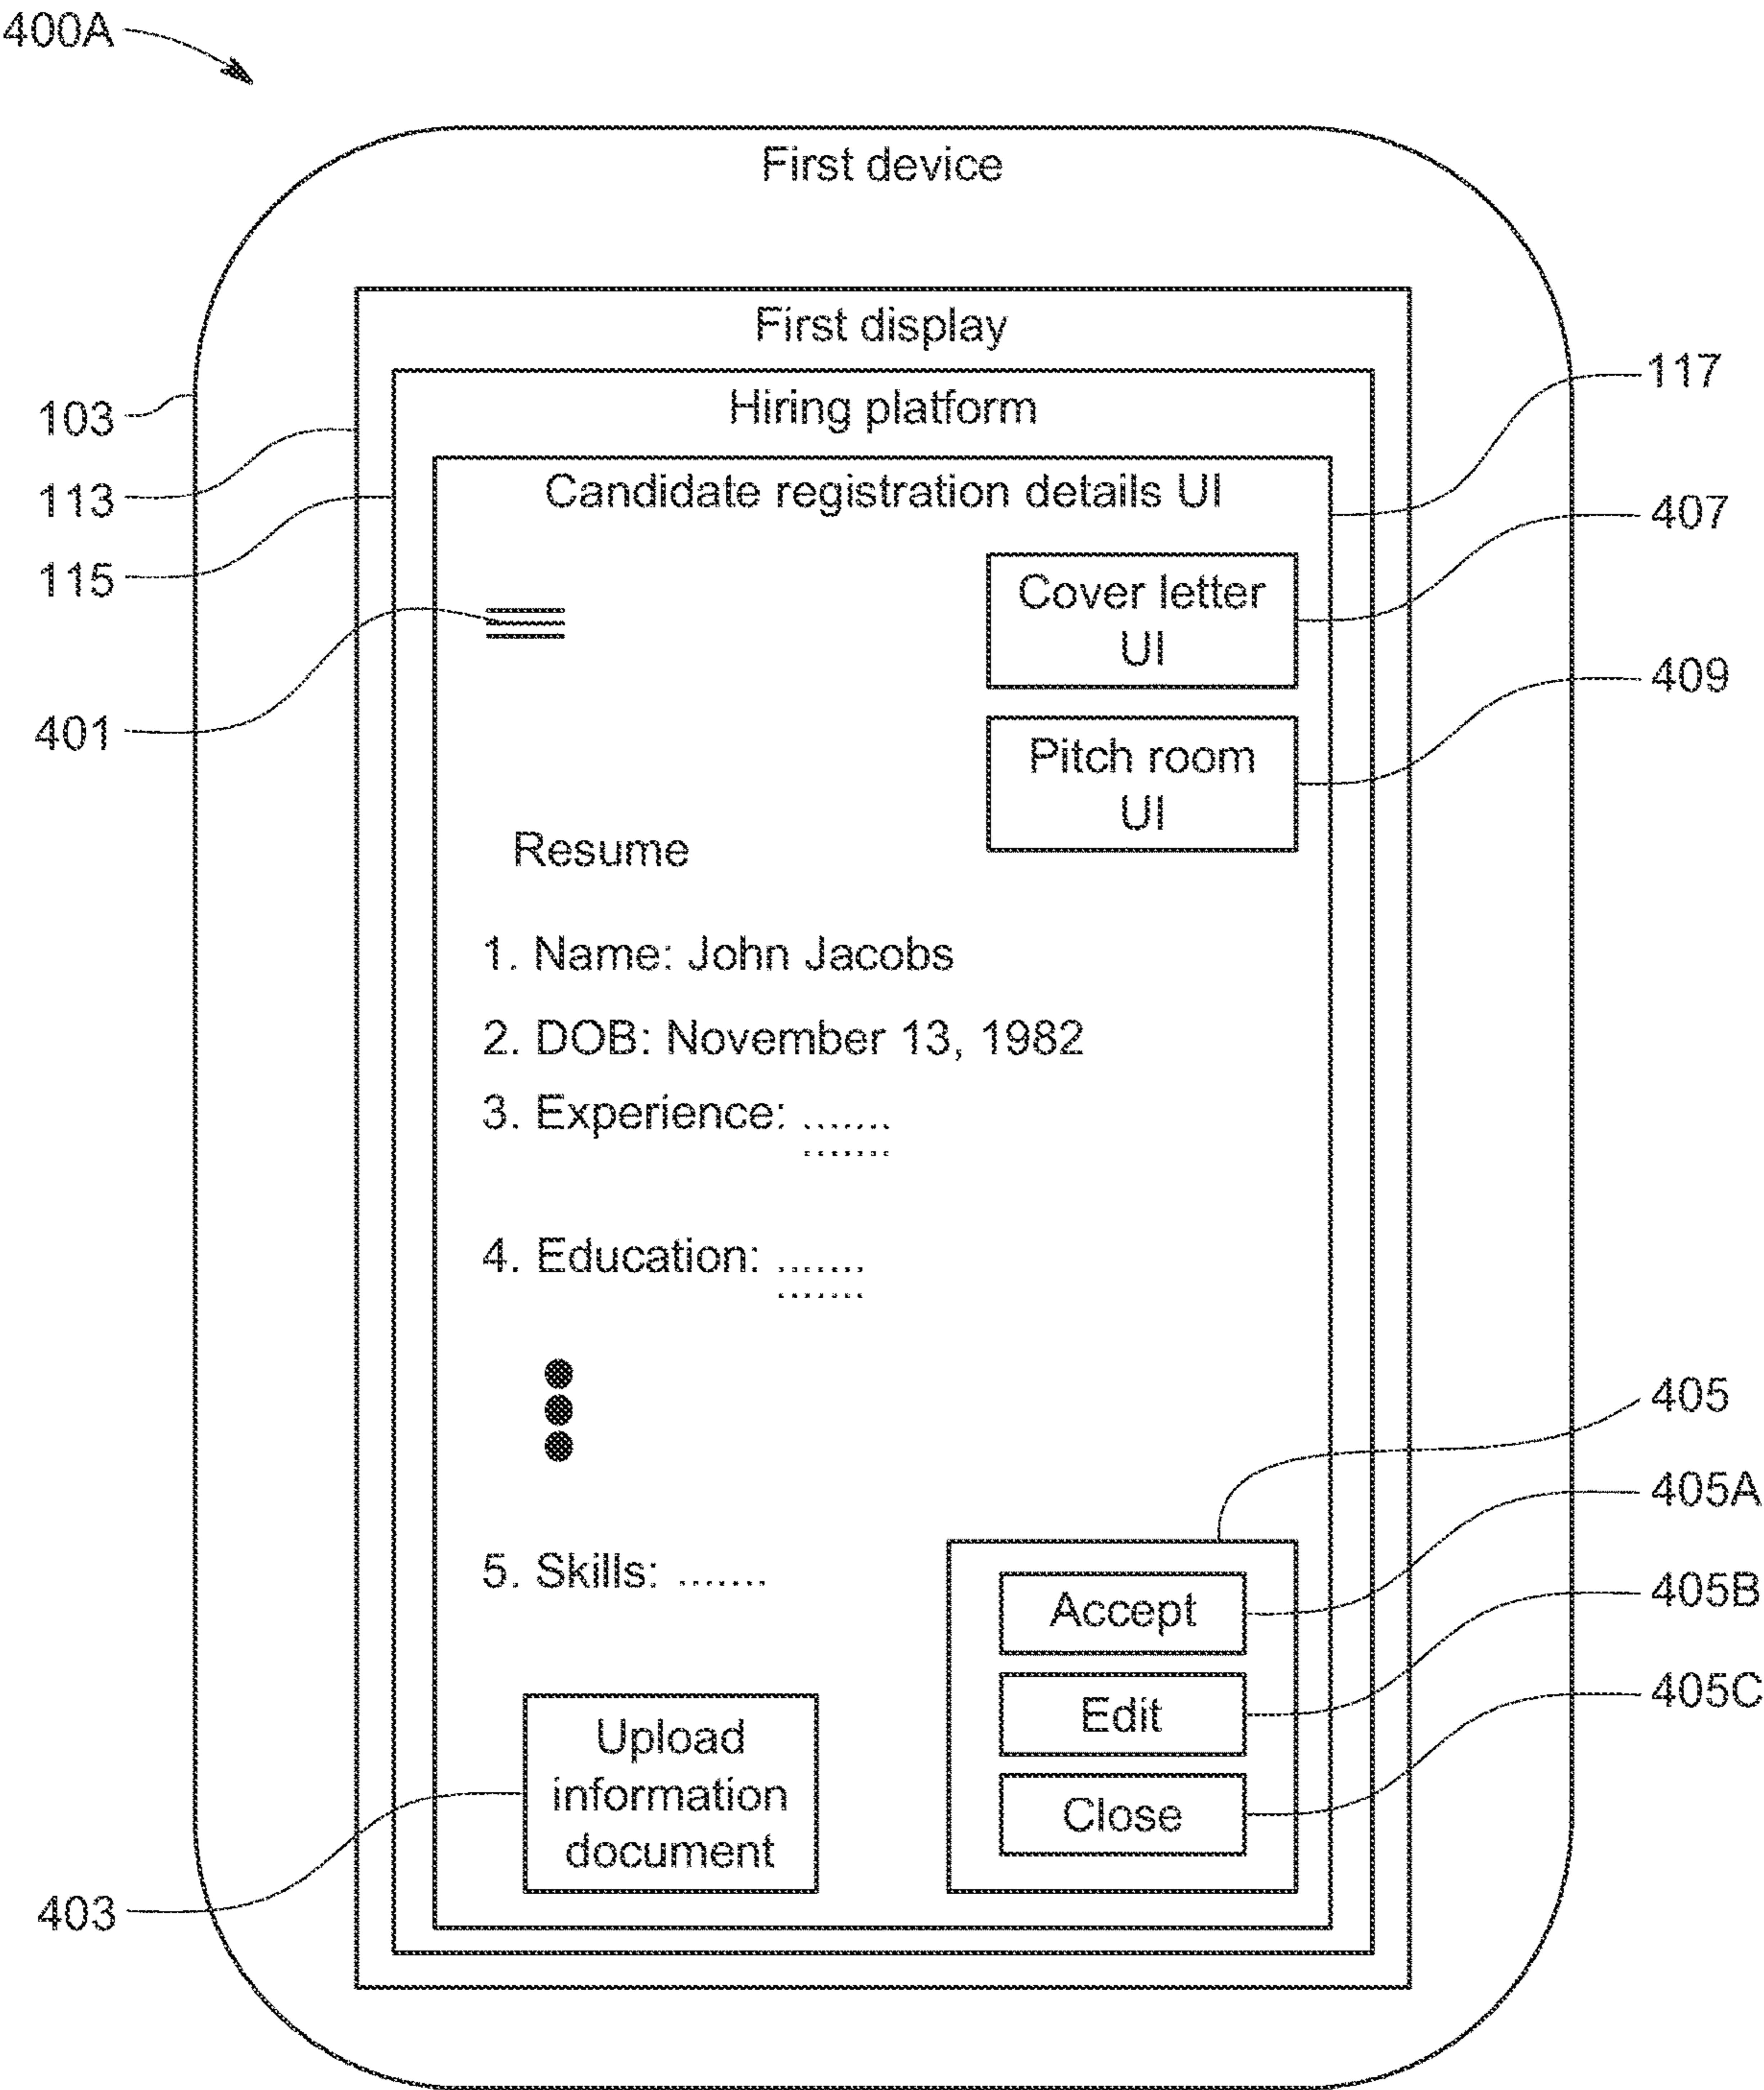 400A
First device
First display
103
117
Hiring platform
113
Candidate registration details UI
407
115
Cover letter
UI
409
401
Pitch room
UI
Resume
1. Name: John Jacobs
2. DOB: November 13, 1982
3. Experience: .......
.......
4. Education: .......
.......
405
405A
5. Skills: .......
Accept
405B
405C
Edit
Upload
information
document
Close
403